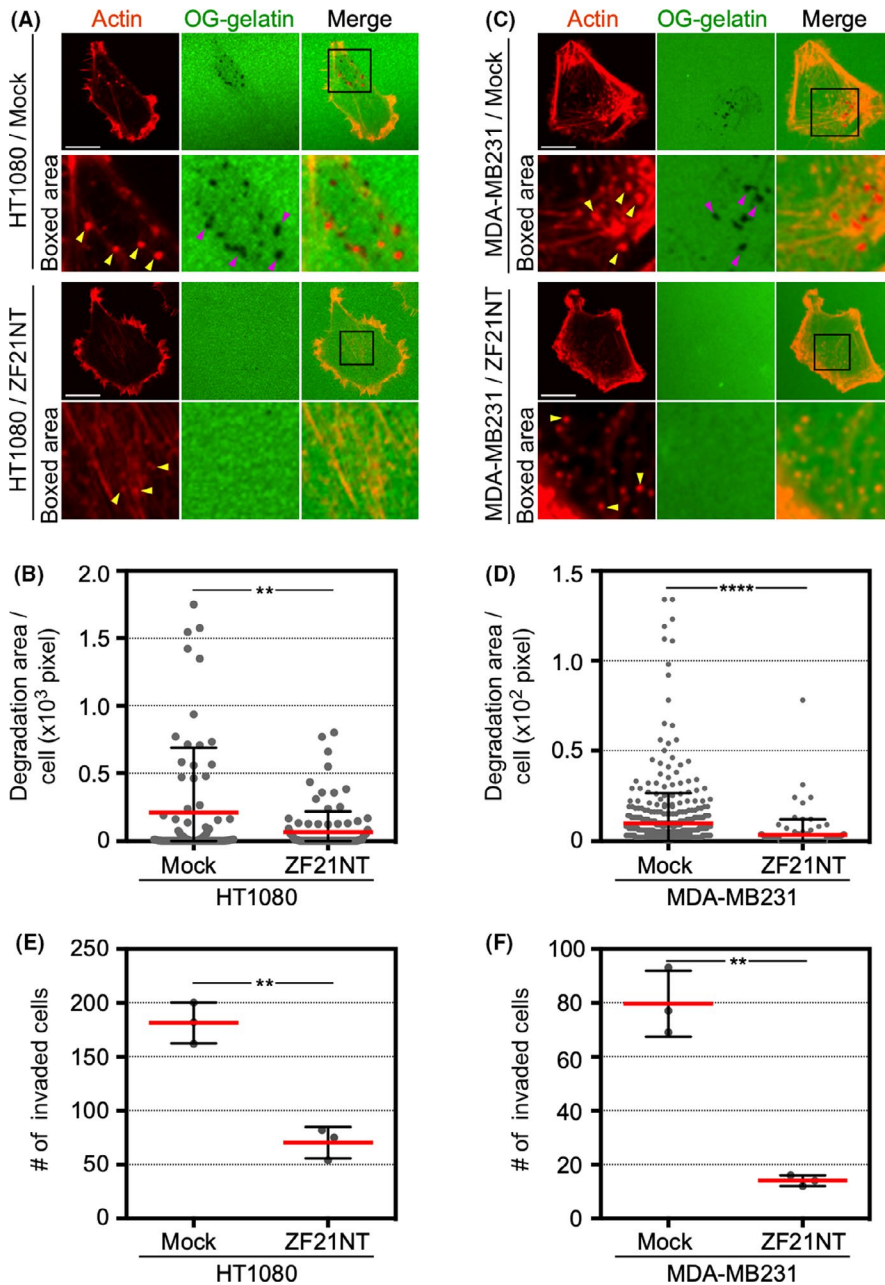 (A)
Actin OG-gelatin Merge
HT1080 / Mock
Boxed area
HT1080 / ZF21NT
Boxed area
(C)
Actin OG-gelatin Merge
MDA-MB231 / Mock
Boxed area
MDA-MB231 / ZF21NT
Boxed area
(B)
Degradation area /
cell (x10³ pixel)
2.0
1.5
1.0
0.5
0
**
Mock ZF21NT
HT1080
(D)
Degradation area /
cell (x10² pixel)
1.5
1.0
0.5
0
****
Mock ZF21NT
MDA-MB231
(E)
# of invaded cells
250
200
150
100
50
0
**
Mock ZF21NT
HT1080
(F)
# of invaded cells
100
80
60
40
20
0
**
Mock ZF21NT
MDA-MB231